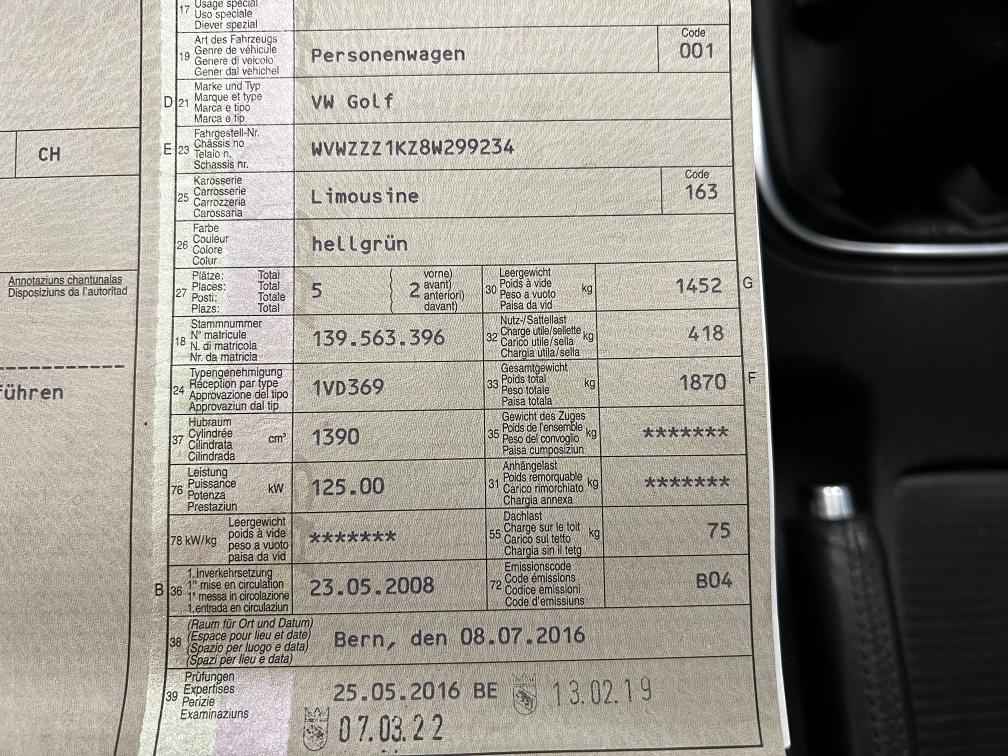 17 Usage spécial
Uso speciale
Diever spezial
19 Art des Fahrzeugs
Genre de véhicule
Genere di veicolo
Gener dal vehichel
Personenwagen
Code
001
D 21 Marke und Typ
Marque et type
Marca e tipo
Marca e tip
VW Golf
E 23 Fahrgestell-Nr.
Châssis no
Telaio n.
Schassis nr.
WVWZZZ1KZ8W299234
CH
25 Karosserie
Carrosserie
Carrozzeria
Carossaria
Limousine
Code
163
26 Farbe
Couleur
Colore
Colur
hellgrün
Annotaziuns chantunalas
Disposiziuns da l'autoritad
27 Plätze: Total
Places: Total
Posti: Totale
Plazs: Total
5
( 2 vorne)
avant)
anteriori)
davant)
30 Leergewicht
Poids à vide
Peso a vuoto
Paisa da vid
kg
1452 G
18 Stammnummer
N° matricule
N. di matricola
Nr. da matricla
139.563.396
32 Nutz-/Sattellast
Charge utile/sellette
Carico utile/sella
Chargia utila/sella
kg
418
ühren
24 Typengenehmigung
Réception par type
Approvazione del tipo
Approvaziun dal tip
1VD369
33 Gesamtgewicht
Poids total
Peso totale
Paisa totala
kg
1870 F
37 Hubraum
Cylindrée
Cilindrata
Cilindrada
cm³
1390
35 Gewicht des Zuges
Poids de l'ensemble
Peso del convoglio
Paisa cumposiziun
kg
*******
76 Leistung
Puissance
Potenza
Prestaziun
kW
125.00
31 Anhängelast
Poids remorquable
Carico rimorchiato
Chargia annexa
kg
*******
78 kW/kg Leergewicht
poids à vide
peso a vuoto
paisa da vid
*******
55 Dachlast
Charge sur le toit
Carico sul tetto
Chargia sin il tetg
kg
75
B 36 1. Inverkehrsetzung
1re mise en circulation
1a messa in circolazione
1. entrada en circulaziun
23.05.2008
72 Emissionscode
Code émissions
Codice emissioni
Code d'emissiuns
B04
38 (Raum für Ort und Datum)
(Espace pour lieu et date)
(Spazio per luogo e data)
(Spazi per lieu e data)
Bern, den 08.07.2016
39 Prüfungen
Expertises
Perizie
Examinaziuns
25.05.2016 BE 13.02.19
07.03.22